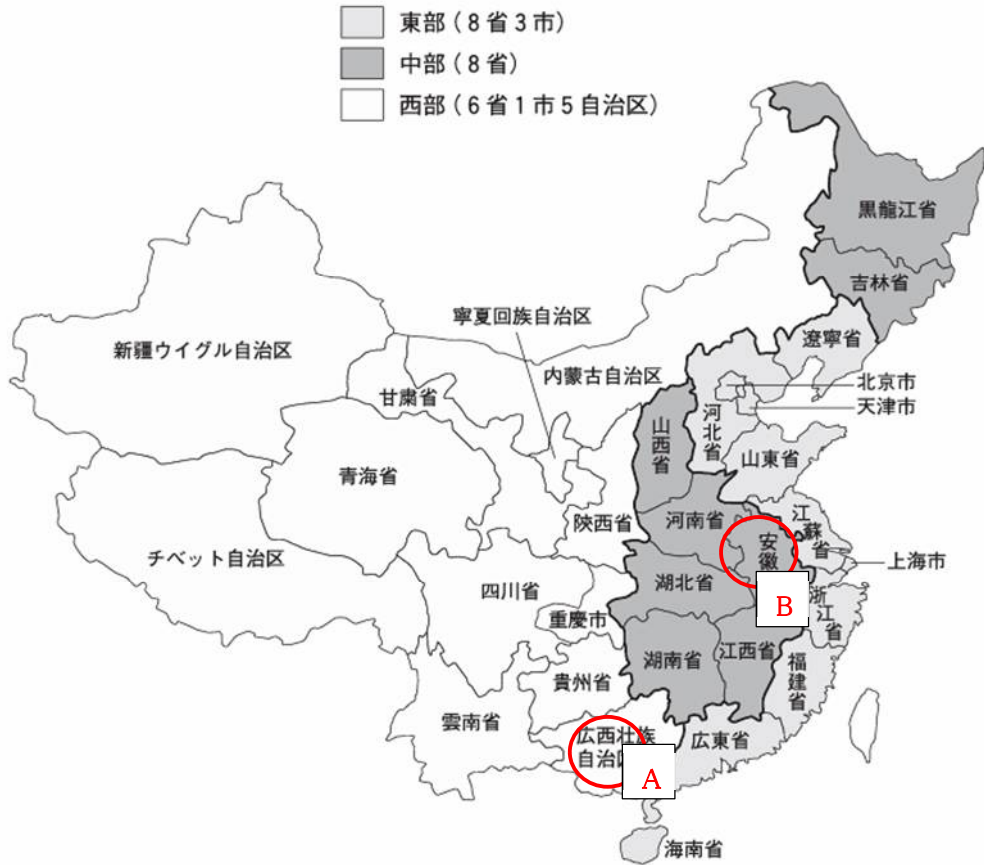 東部(8省3市)
中部(8省)
西部(6省1市5自治区)
黒龍江省
吉林省
遼寧省
寧夏回族自治区
新疆ウイグル自治区
内蒙古自治区
北京市
甘粛省
天津市
河北省
山西省
山東省
青海省
江蘇省
河南省
陝西省
安徽
上海市
チベット自治区
湖北省
四川省
B
浙江省
重慶市
江西省
湖南省
福建省
貴州省
雲南省
広西壮族
自治区
広東省
A
海南省